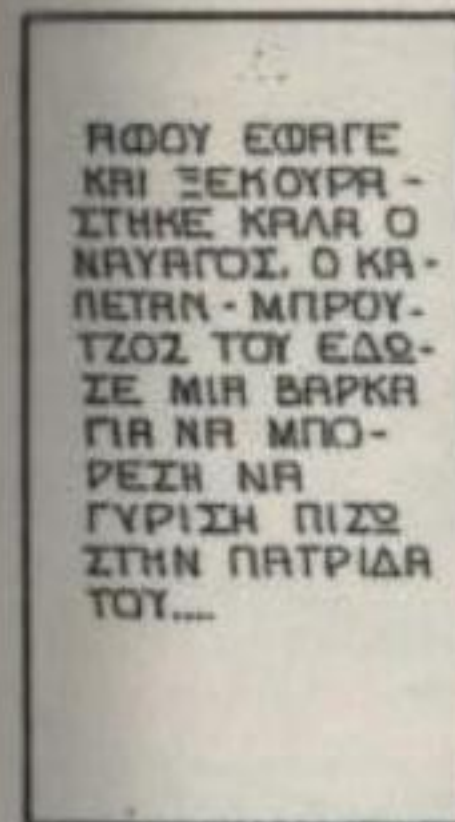 ΑΦΟΥ ΕΦΑΓΕ
ΚΑΙ ΞΕΚΟΥΡΑ-
ΣΤΗΚΕ ΚΑΛΑ Ο
ΝΑΥΑΓΟΣ, Ο ΚΑ-
ΠΕΤΑΝ-ΜΠΡΟΥ-
ΤΖΟΣ ΤΟΥ ΕΔΩ-
ΣΕ ΜΙΑ ΒΑΡΚΑ
ΓΙΑ ΝΑ ΜΠΟ-
ΡΕΣΗ ΝΑ
ΓΥΡΙΣΗ ΠΙΣΩ
ΣΤΗΝ ΠΑΤΡΙΔΑ
ΤΟΥ....